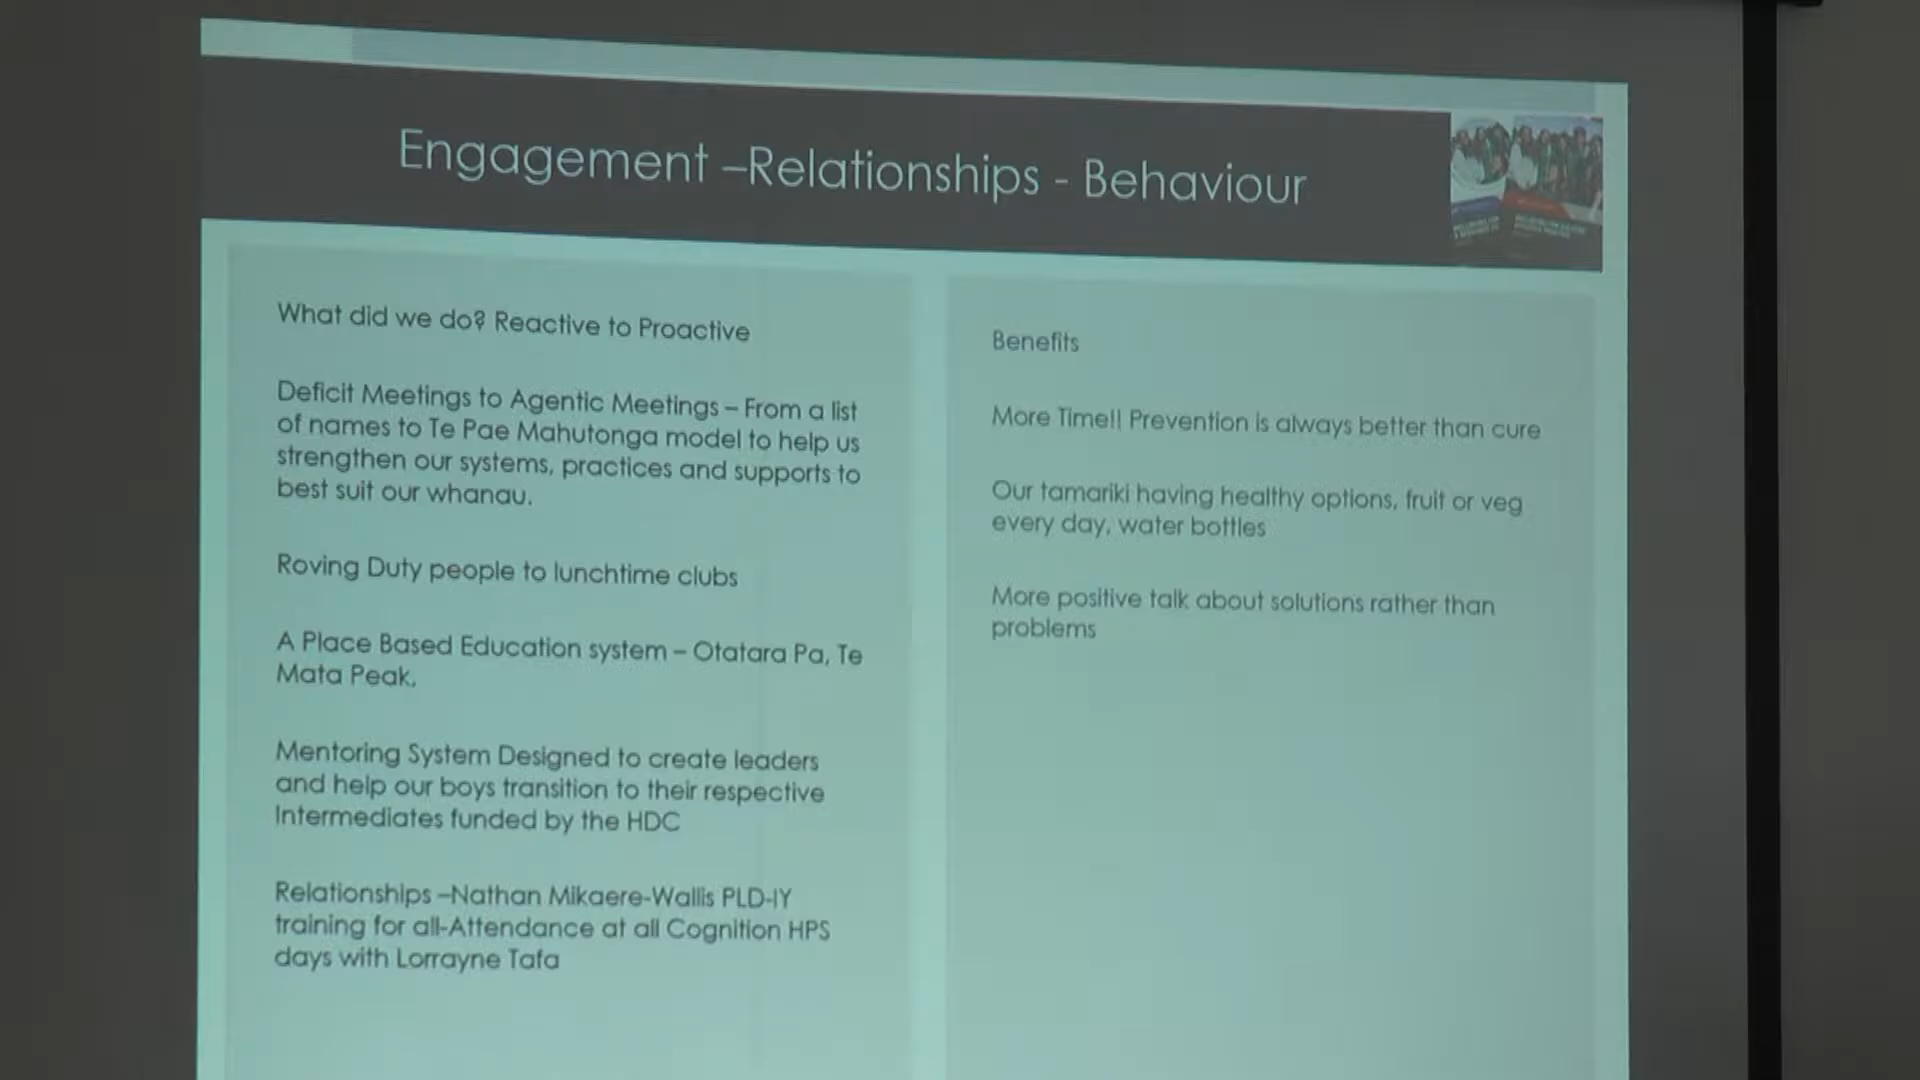 Engagement –Relationships - Behaviour
What did we do? Reactive to Proactive
Deficit Meetings to Agentic Meetings – From a list
of names to Te Pae Mahutonga model to help us
strengthen our systems, practices and supports to
best suit our whanau.
Roving Duty people to lunchtime clubs
A Place Based Education system – Otatara Pa, Te
Mata Peak.
Mentoring System Designed to create leaders
and help our boys transition to their respective
Intermediates funded by the HDC
Relationships –Nathan Mikaere-Wallis PLD-IY
training for all-Attendance at all Cognition HPS
days with Lorrayne Tafa
Benefits
More Time!! Prevention is always better than cure
Our tamariki having healthy options, fruit or veg
every day, water bottles
More positive talk about solutions rather than
problems